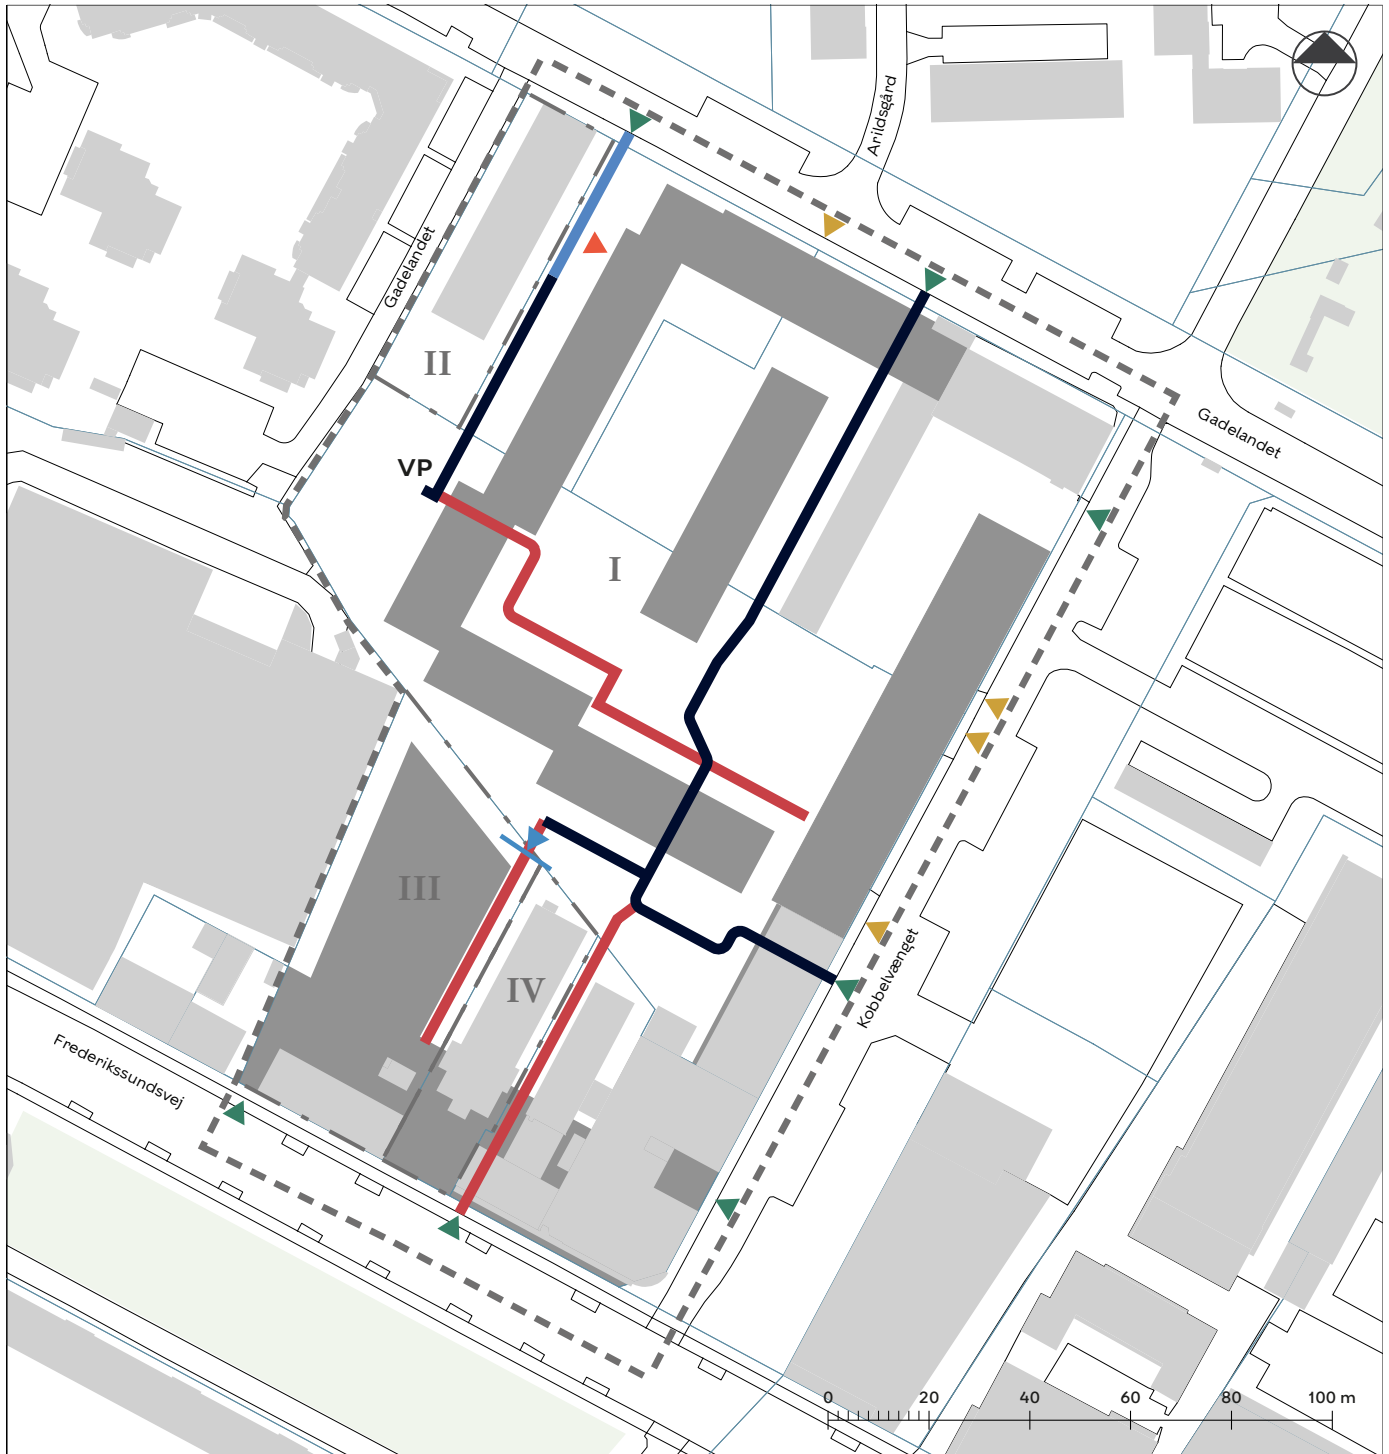 Arildsgård
Gadelandet
II
Gadelandet
VP
I
III
IV
Kobbelvænget
Frederikssundsvej
0 20 40 60 80 100 m